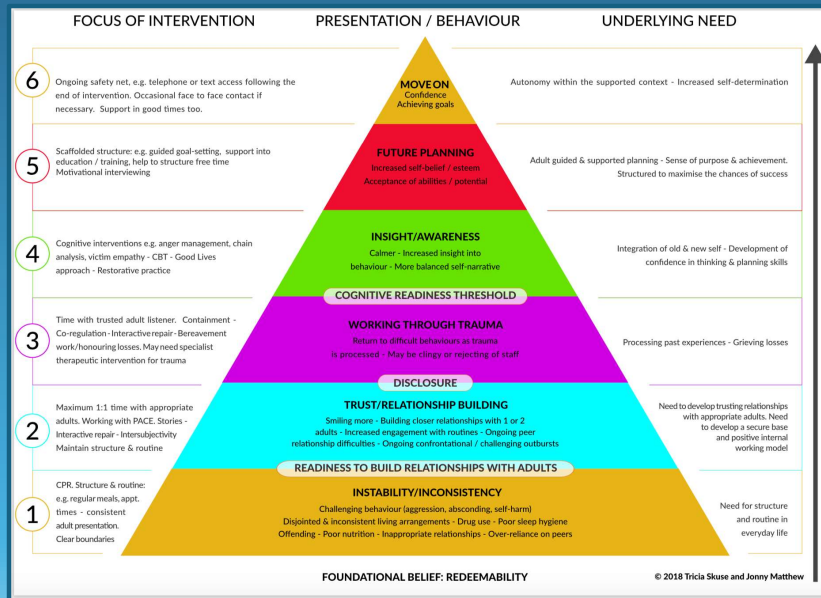 FOCUS OF INTERVENTION
PRESENTATION / BEHAVIOUR
UNDERLYING NEED
6
Ongoing safety net, e.g. telephone or text access following the
end of intervention. Occasional face to face contact if
necessary. Support in good times too.
MOVE ON
Confidence
Achieving goals
Autonomy within the supported context - Increased self-determination
5
Scaffolded structure: e.g. guided goal-setting, support into
education / training, help to structure free time
Motivational interviewing
FUTURE PLANNING
Increased self-belief / esteem
Acceptance of abilities / potential
Adult guided & supported planning - Sense of purpose & achievement.
Structured to maximise the chances of success
4
Cognitive interventions e.g. anger management, chain
analysis, victim empathy - CBT - Good Lives
approach - Restorative practice
INSIGHT/AWARENESS
Calmer - Increased insight into
behaviour - More balanced self-narrative
Integration of old & new self - Development of
confidence in thinking & planning skills
COGNITIVE READINESS THRESHOLD
3
Time with trusted adult listener. Containment -
Co-regulation - Interactive repair - Bereavement
work/honouring losses. May need specialist
therapeutic intervention for trauma
WORKING THROUGH TRAUMA
Return to difficult behaviours as trauma
is processed - May be clingy or rejecting of staff
Processing past experiences - Grieving losses
DISCLOSURE
2
Maximum 1:1 time with appropriate
adults. Working with PACE. Stories -
Interactive repair - Intersubjectivity
Maintain structure & routine
TRUST/RELATIONSHIP BUILDING
Smiling more - Building closer relationships with 1 or 2
adults - Increased engagement with routines - Ongoing peer
relationship difficulties - Ongoing confrontational / challenging outbursts
Need to develop trusting relationships
with appropriate adults. Need
to develop a secure base
and positive internal
working model
READINESS TO BUILD RELATIONSHIPS WITH ADULTS
1
CPR. Structure & routine:
e.g. regular meals, appt.
times - consistent
adult presentation.
Clear boundaries
INSTABILITY/INCONSISTENCY
Challenging behaviour (aggression, absconding, self-harm)
Disjointed & inconsistent living arrangements - Drug use - Poor sleep hygiene
Offending - Poor nutrition - Inappropriate relationships - Over-reliance on peers
Need for structure
and routine in
everyday life
FOUNDATIONAL BELIEF: REDEEMABILITY
© 2018 Tricia Skuse and Jonny Matthew